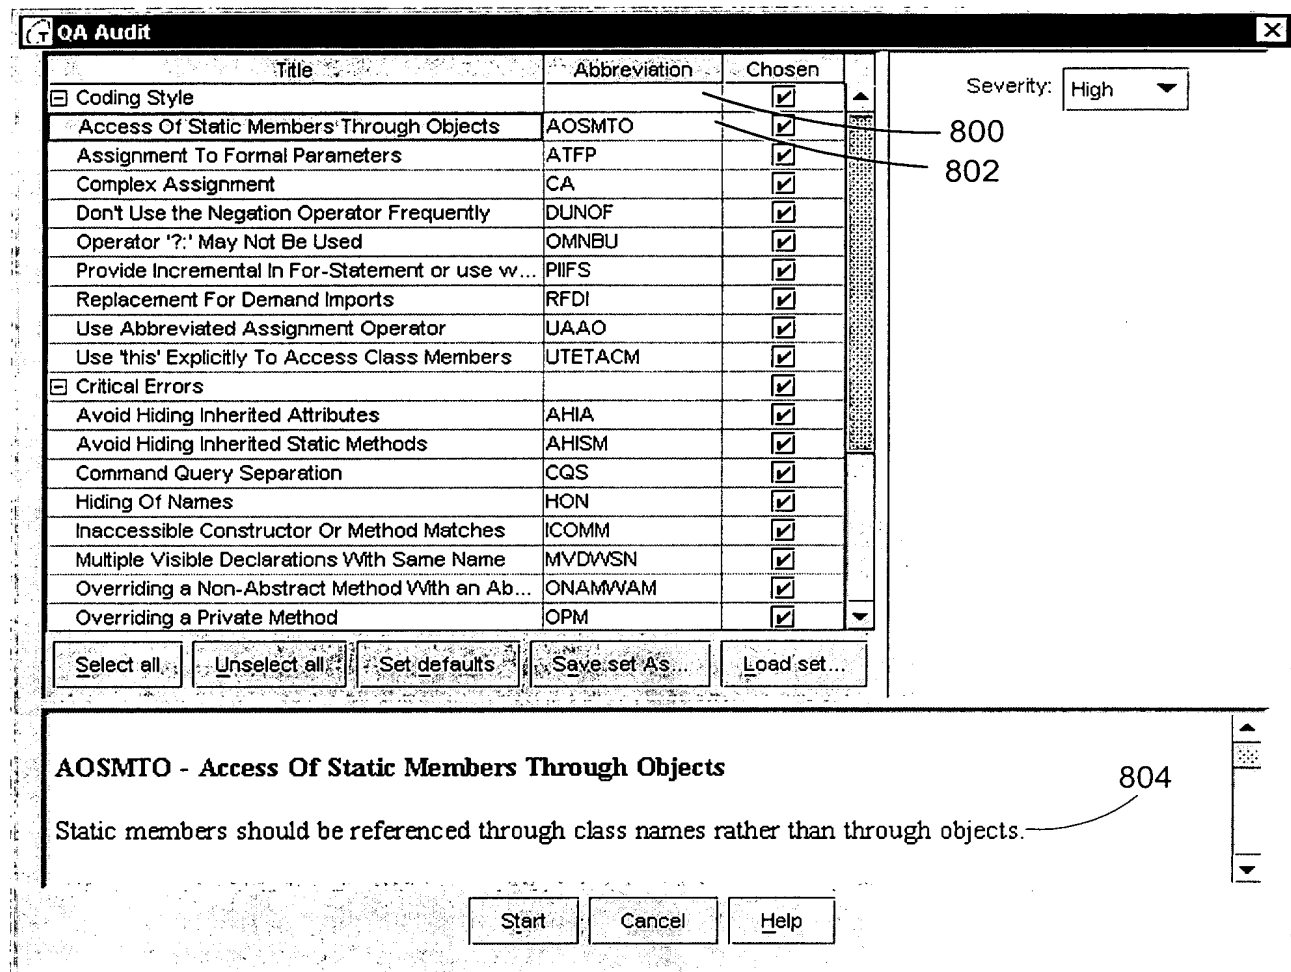 QA Audit
Title Abbreviation Chosen
Severity: High
Coding Style
800
Access Of Static Members Through Objects AOSMTO
802
Assignment To Formal Parameters ATFP
Complex Assignment CA
Don't Use the Negation Operator Frequently DUNOF
Operator '?:' May Not Be Used OMNBU
Provide Incremental In For-Statement or use w... PIIFS
Replacement For Demand Imports RFDI
Use Abbreviated Assignment Operator UAAO
Use 'this' Explicitly To Access Class Members UTETACM
Critical Errors
Avoid Hiding Inherited Attributes AHIA
Avoid Hiding Inherited Static Methods AHISM
Command Query Separation CQS
Hiding Of Names HON
Inaccessible Constructor Or Method Matches ICOMM
Multiple Visible Declarations With Same Name MVDWSN
Overriding a Non-Abstract Method With an Ab... ONAMWAM
Overriding a Private Method OPM
Select all Unselect all Set defaults Save set As... Load set...
AOSMTO - Access Of Static Members Through Objects
804
Static members should be referenced through class names rather than through objects.
Start Cancel Help